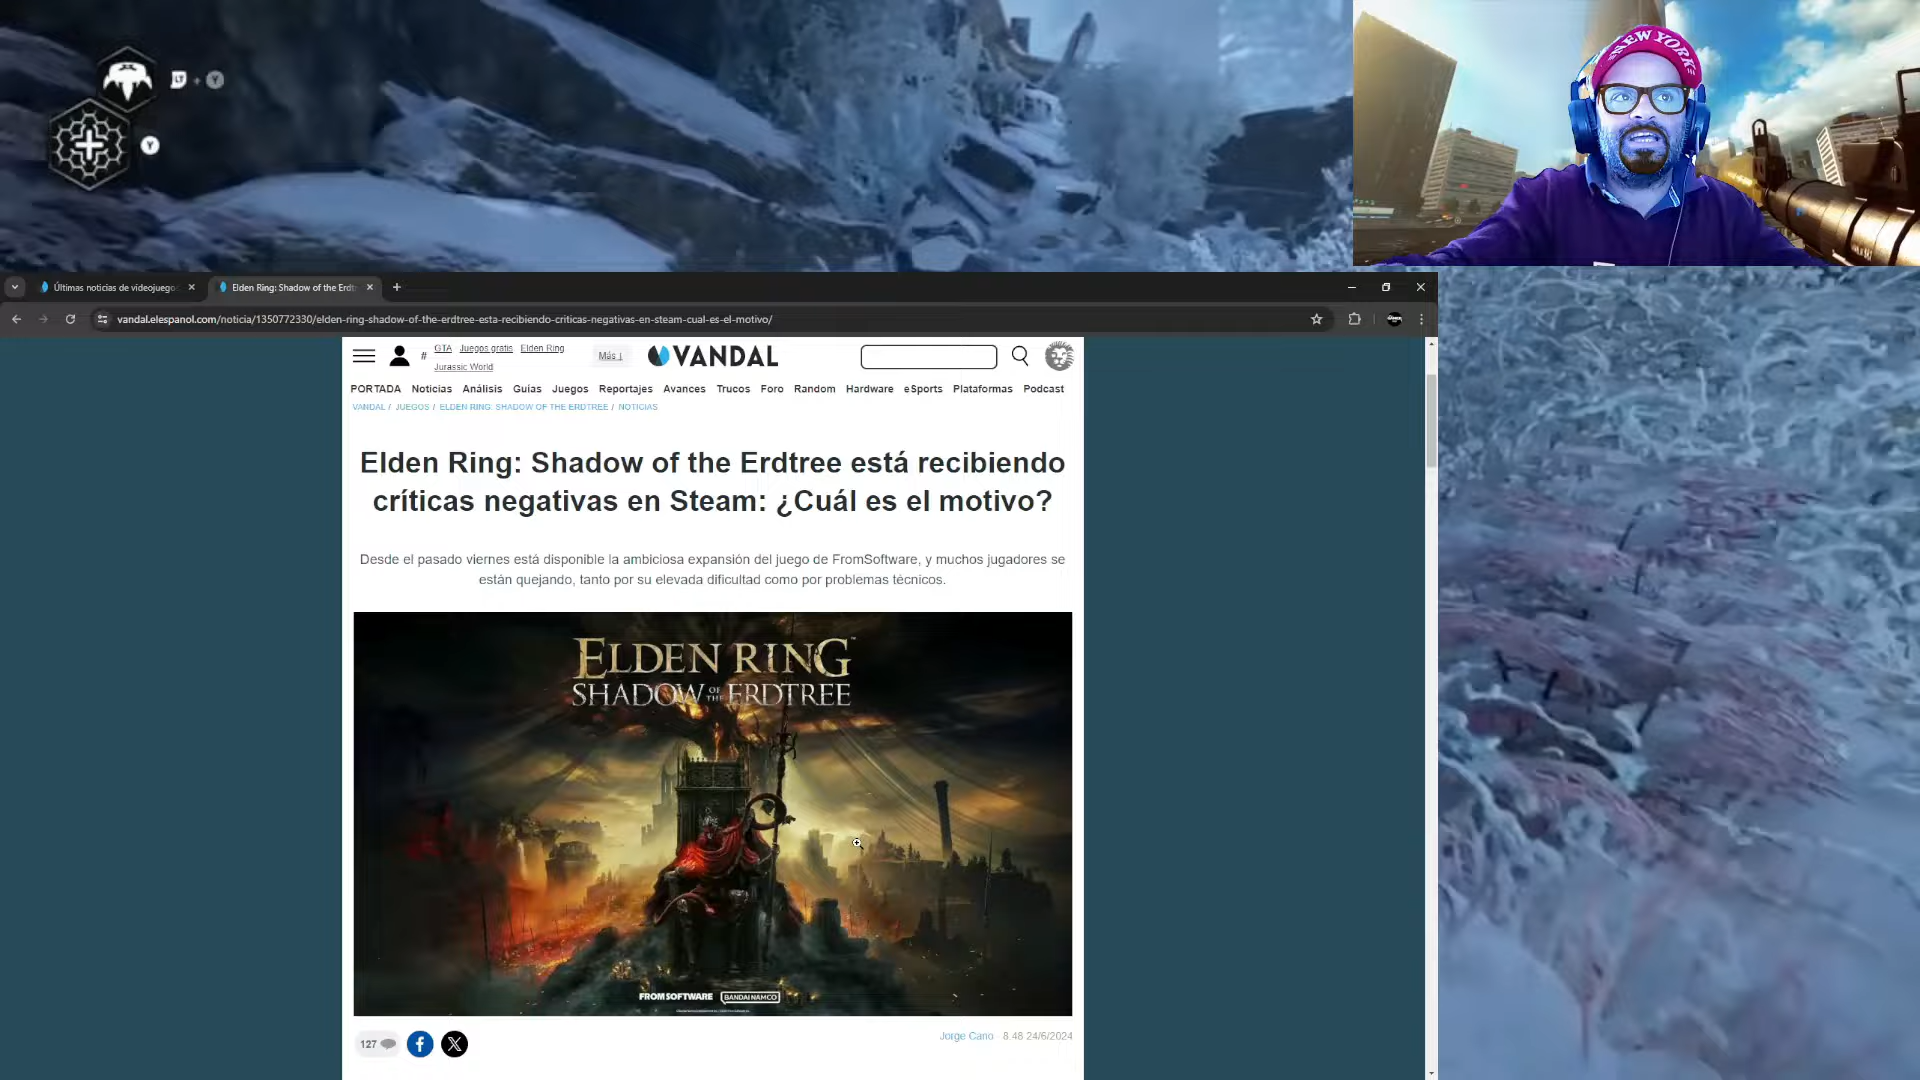 LT + Y
Y
NEW YORK
Últimas noticias de videojuego
Elden Ring: Shadow of the Erdt
vandal.elespanol.com/noticia/1350772330/elden-ring-shadow-of-the-erdtree-esta-recibiendo-criticas-negativas-en-steam-cual-es-el-motivo/
# GTA Juegos gratis Elden Ring
Jurassic World
Más ↓
VANDAL
PORTADA Noticias Análisis Guías Juegos Reportajes Avances Trucos Foro Random Hardware eSports Plataformas Podcast
VANDAL / JUEGOS / ELDEN RING: SHADOW OF THE ERDTREE / NOTICIAS
Elden Ring: Shadow of the Erdtree está recibiendo
críticas negativas en Steam: ¿Cuál es el motivo?
Desde el pasado viernes está disponible la ambiciosa expansión del juego de FromSoftware, y muchos jugadores se
están quejando, tanto por su elevada dificultad como por problemas técnicos.
ELDEN RING™
SHADOW OF THE ERDTREE
FROMSOFTWARE BANDAI NAMCO
127
Jorge Cano · 8:48 24/6/2024